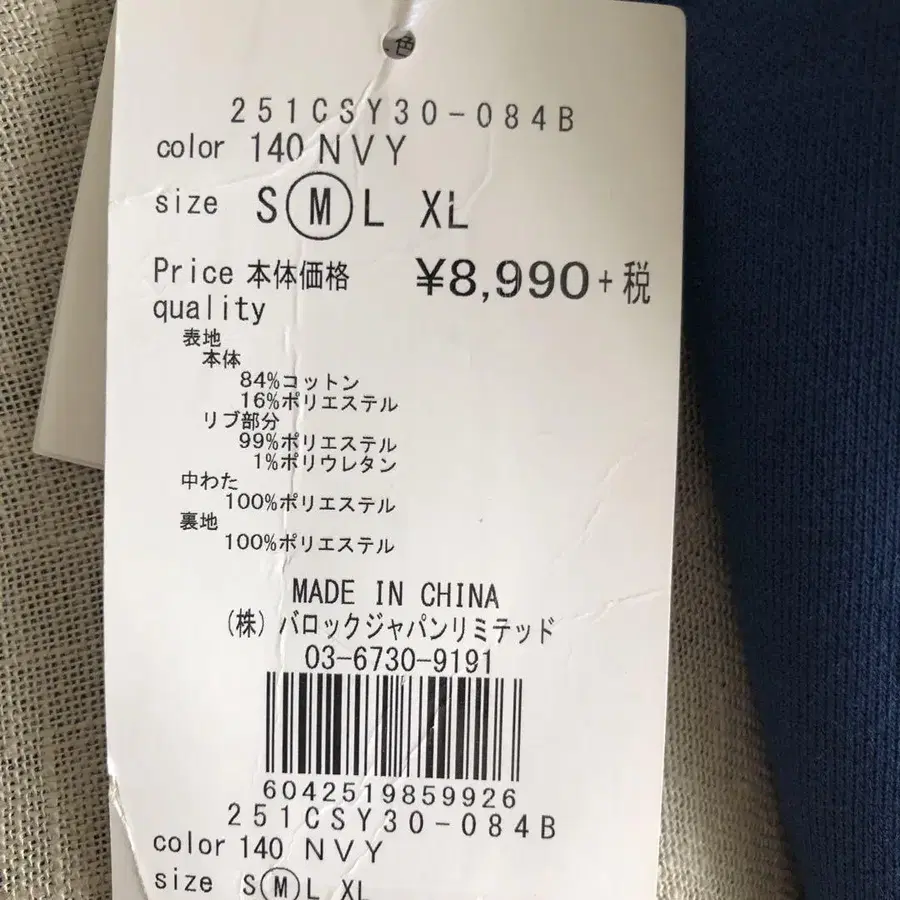 色
251CSY30-084B
color 140 NVY
size S M L XL
Price 本体価格 ¥8,990+税
quality
表地
本体
84%コットン
16%ポリエステル
リブ部分
99%ポリエステル
1%ポリウレタン
中わた
100%ポリエステル
裏地
100%ポリエステル
MADE IN CHINA
(株)バロックジャパンリミテッド
03-6730-9191
6042519859926
251CSY30-084B
color 140 NVY
size S M L XL